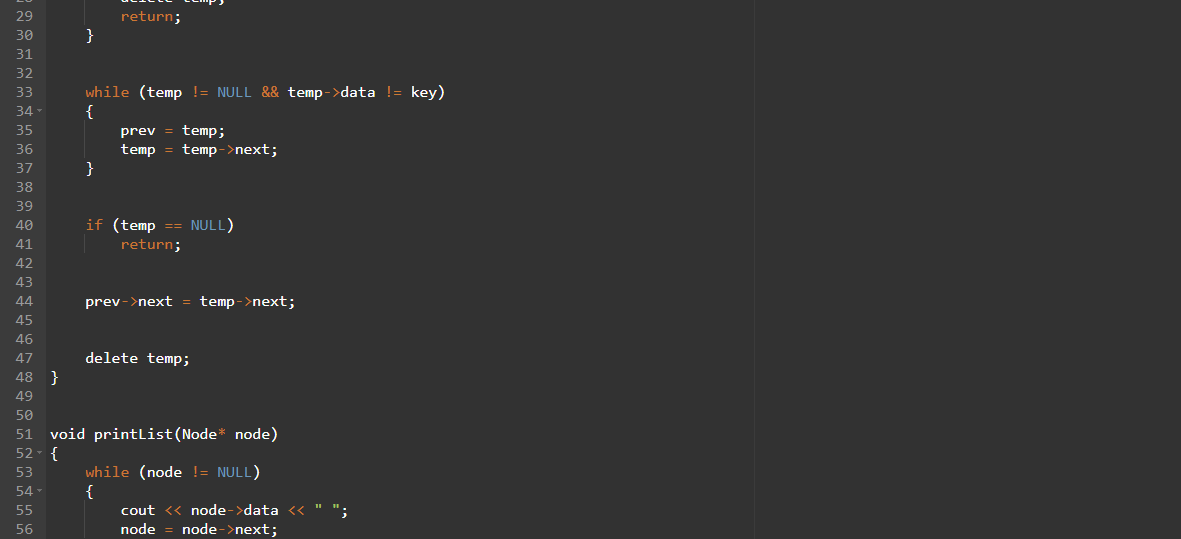 28 delete temp;
29 return;
30 }
31
32
33 while (temp != NULL && temp->data != key)
34 {
35 prev = temp;
36 temp = temp->next;
37 }
38
39
40 if (temp == NULL)
41 return;
42
43
44 prev->next = temp->next;
45
46
47 delete temp;
48 }
49
50
51 void printList(Node* node)
52 {
53 while (node != NULL)
54 {
55 cout << node->data << " ";
56 node = node->next;